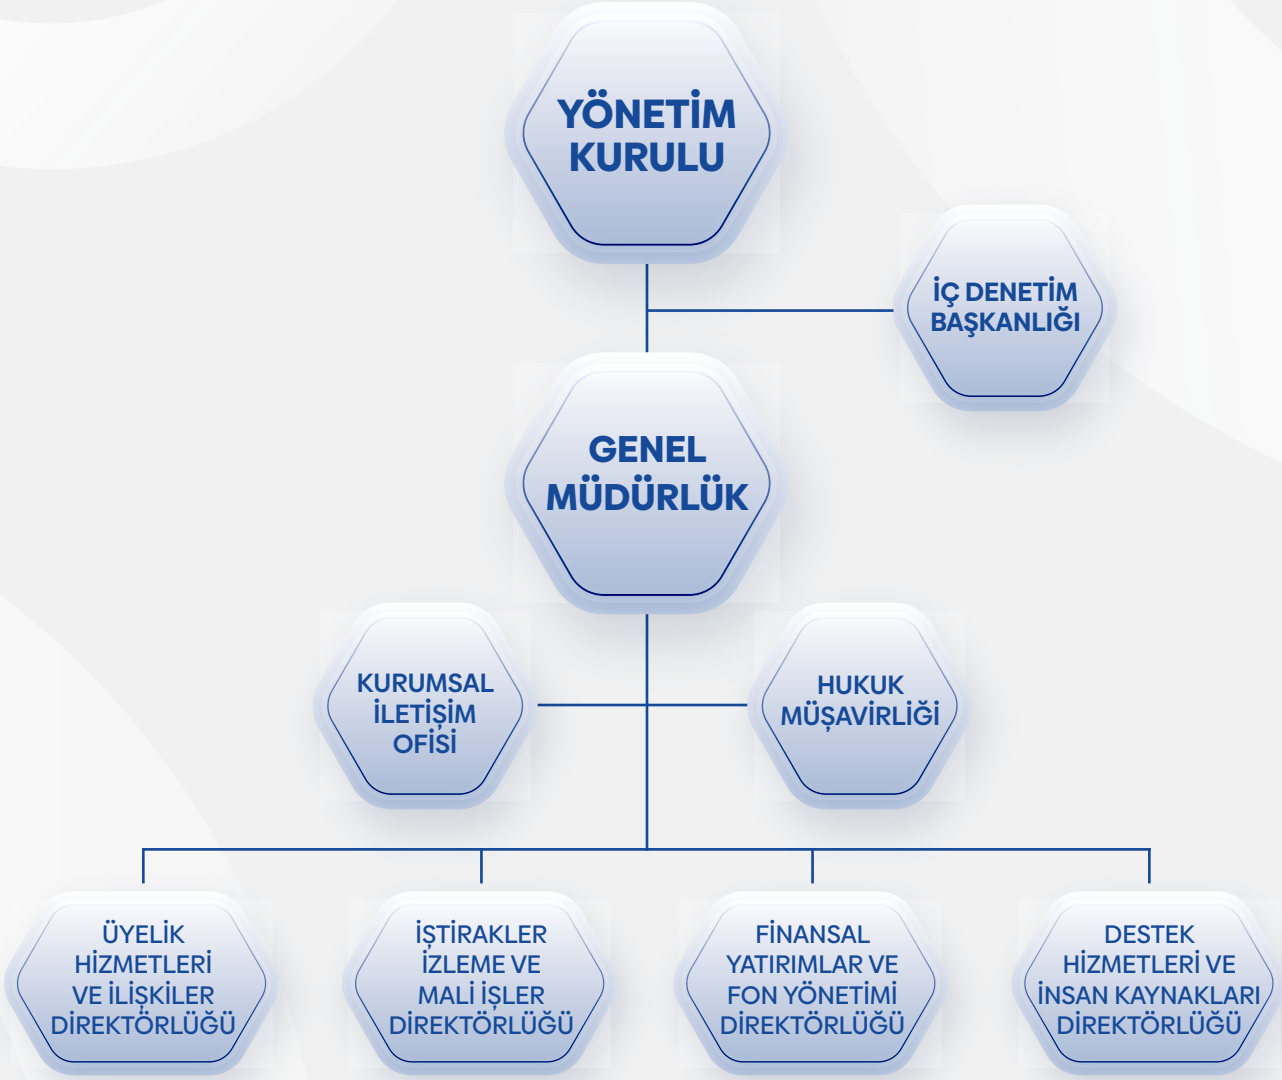 YÖNETİM
KURULU
İÇ DENETİM
BAŞKANLIĞI
GENEL
MÜDÜRLÜK
KURUMSAL
İLETİŞİM
OFİSİ
HUKUK
MÜŞAVİRLİĞİ
ÜYELİK
HİZMETLERİ
VE İLİŞKİLER
DİREKTÖRLÜĞÜ
İŞTİRAKLER
İZLEME VE
MALİ İŞLER
DİREKTÖRLÜĞÜ
FİNANSAL
YATIRIMLAR VE
FON YÖNETİMİ
DİREKTÖRLÜĞÜ
DESTEK
HİZMETLERİ VE
İNSAN KAYNAKLARI
DİREKTÖRLÜĞÜ